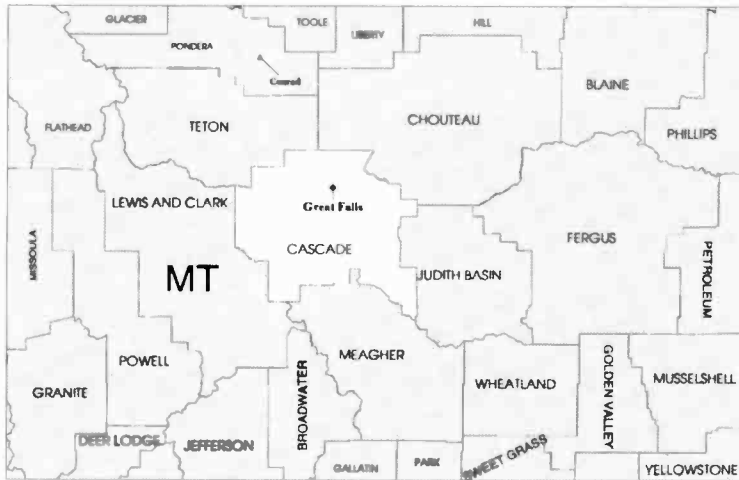 GLACIER
TOOLE
LIBERTY
HILL
PONDERA
Conrad
BLAINE
CHOUTEAU
TETON
FLATHEAD
PHILLIPS
LEWIS AND CLARK
Great Falls
CASCADE
FERGUS
MISSOULA
PETROLEUM
MT
JUDITH BASIN
MEAGHER
POWELL
GRANITE
BROADWATER
WHEATLAND
GOLDEN VALLEY
MUSSELSHELL
DEER LODGE
JEFFERSON
GALLATIN
PARK
SWEET GRASS
YELLOWSTONE